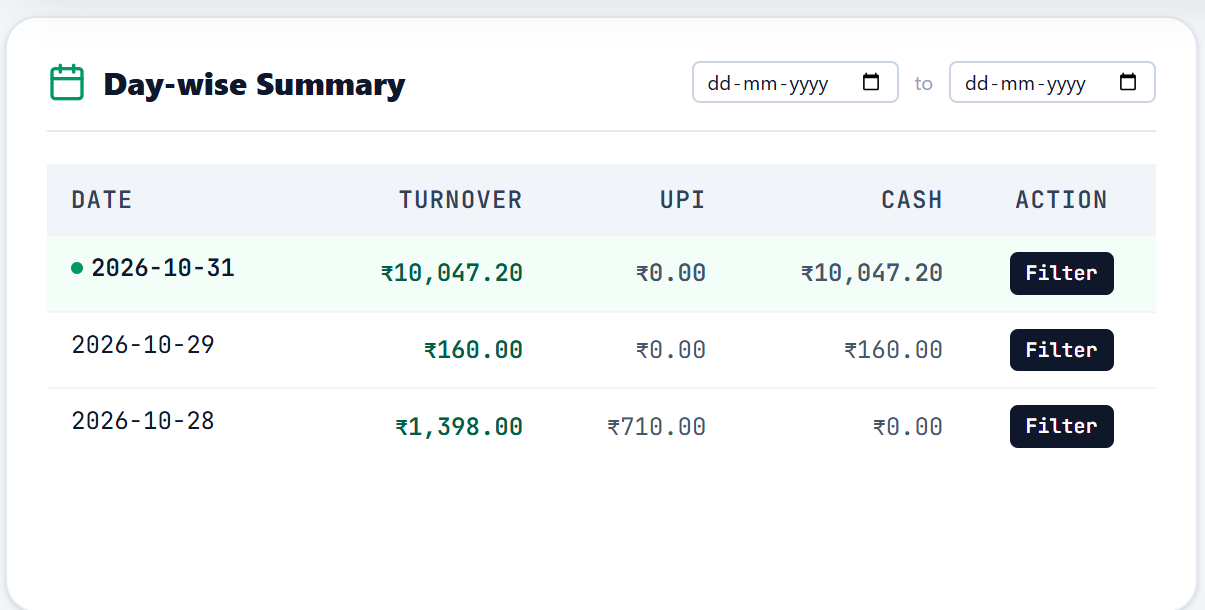 Day-wise Summary dd-mm-yyyy to dd-mm-yyyy
DATE TURNOVER UPI CASH ACTION
2026-10-31 ₹10,047.20 ₹0.00 ₹10,047.20 Filter
2026-10-29 ₹160.00 ₹0.00 ₹160.00 Filter
2026-10-28 ₹1,398.00 ₹710.00 ₹0.00 Filter